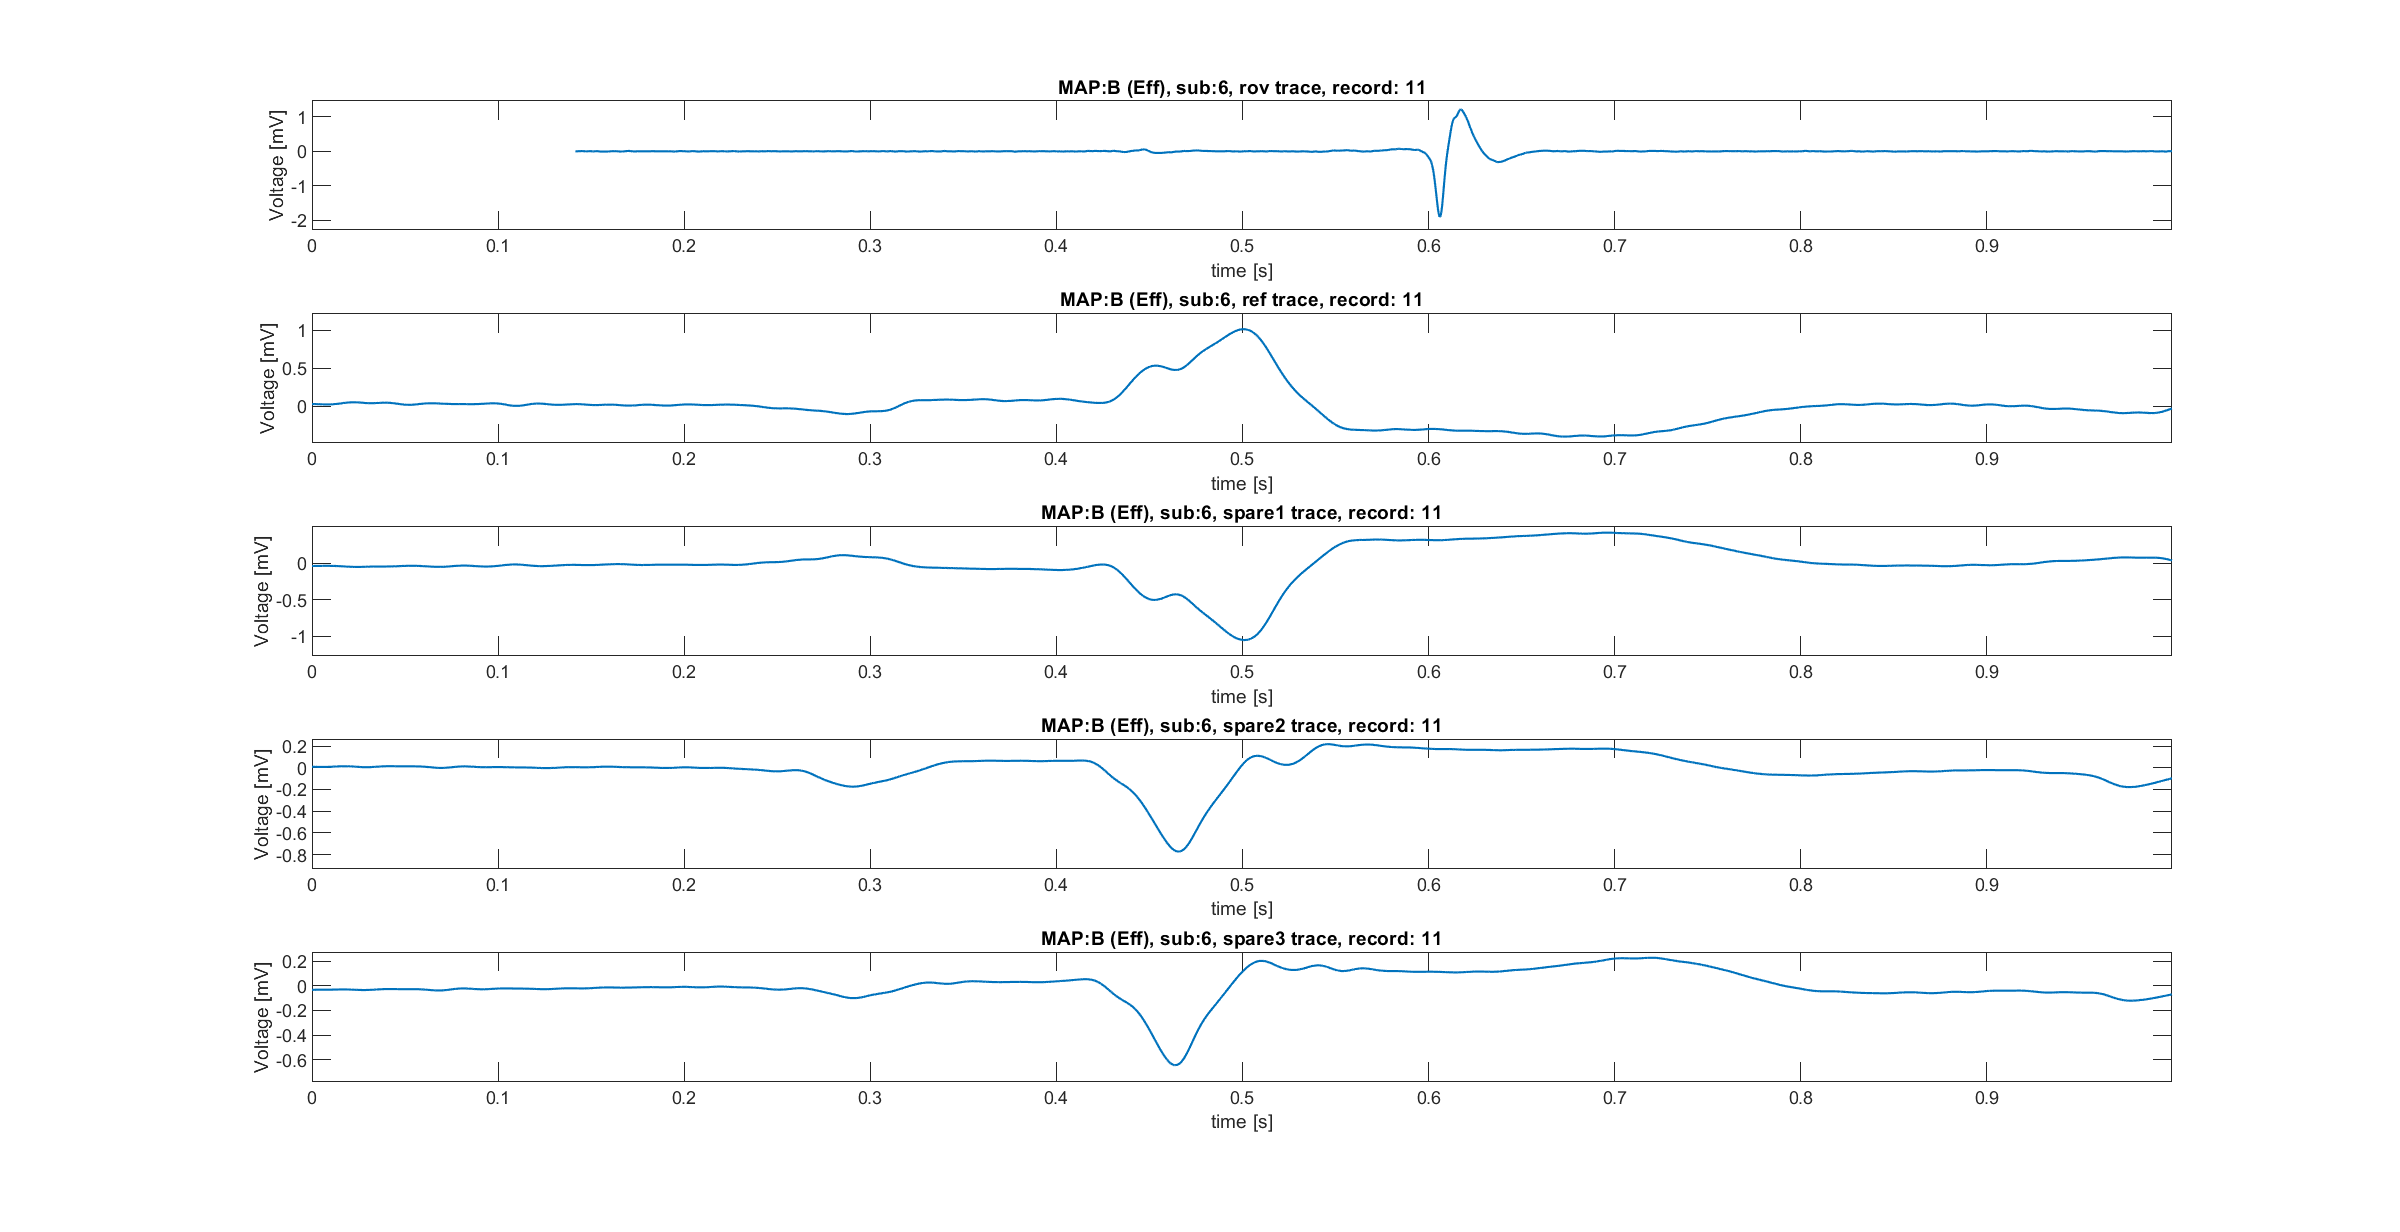 MAP:B (Eff), sub:6, rov trace, record: 11
Voltage [mV]
1
0
-1
-2
0 0.1 0.2 0.3 0.4 0.5 0.6 0.7 0.8 0.9
time [s]
MAP:B (Eff), sub:6, ref trace, record: 11
Voltage [mV]
1
0.5
0
0 0.1 0.2 0.3 0.4 0.5 0.6 0.7 0.8 0.9
time [s]
MAP:B (Eff), sub:6, spare1 trace, record: 11
Voltage [mV]
0
-0.5
-1
0 0.1 0.2 0.3 0.4 0.5 0.6 0.7 0.8 0.9
time [s]
MAP:B (Eff), sub:6, spare2 trace, record: 11
Voltage [mV]
0.2
0
-0.2
-0.4
-0.6
-0.8
0 0.1 0.2 0.3 0.4 0.5 0.6 0.7 0.8 0.9
time [s]
MAP:B (Eff), sub:6, spare3 trace, record: 11
Voltage [mV]
0.2
0
-0.2
-0.4
-0.6
0 0.1 0.2 0.3 0.4 0.5 0.6 0.7 0.8 0.9
time [s]